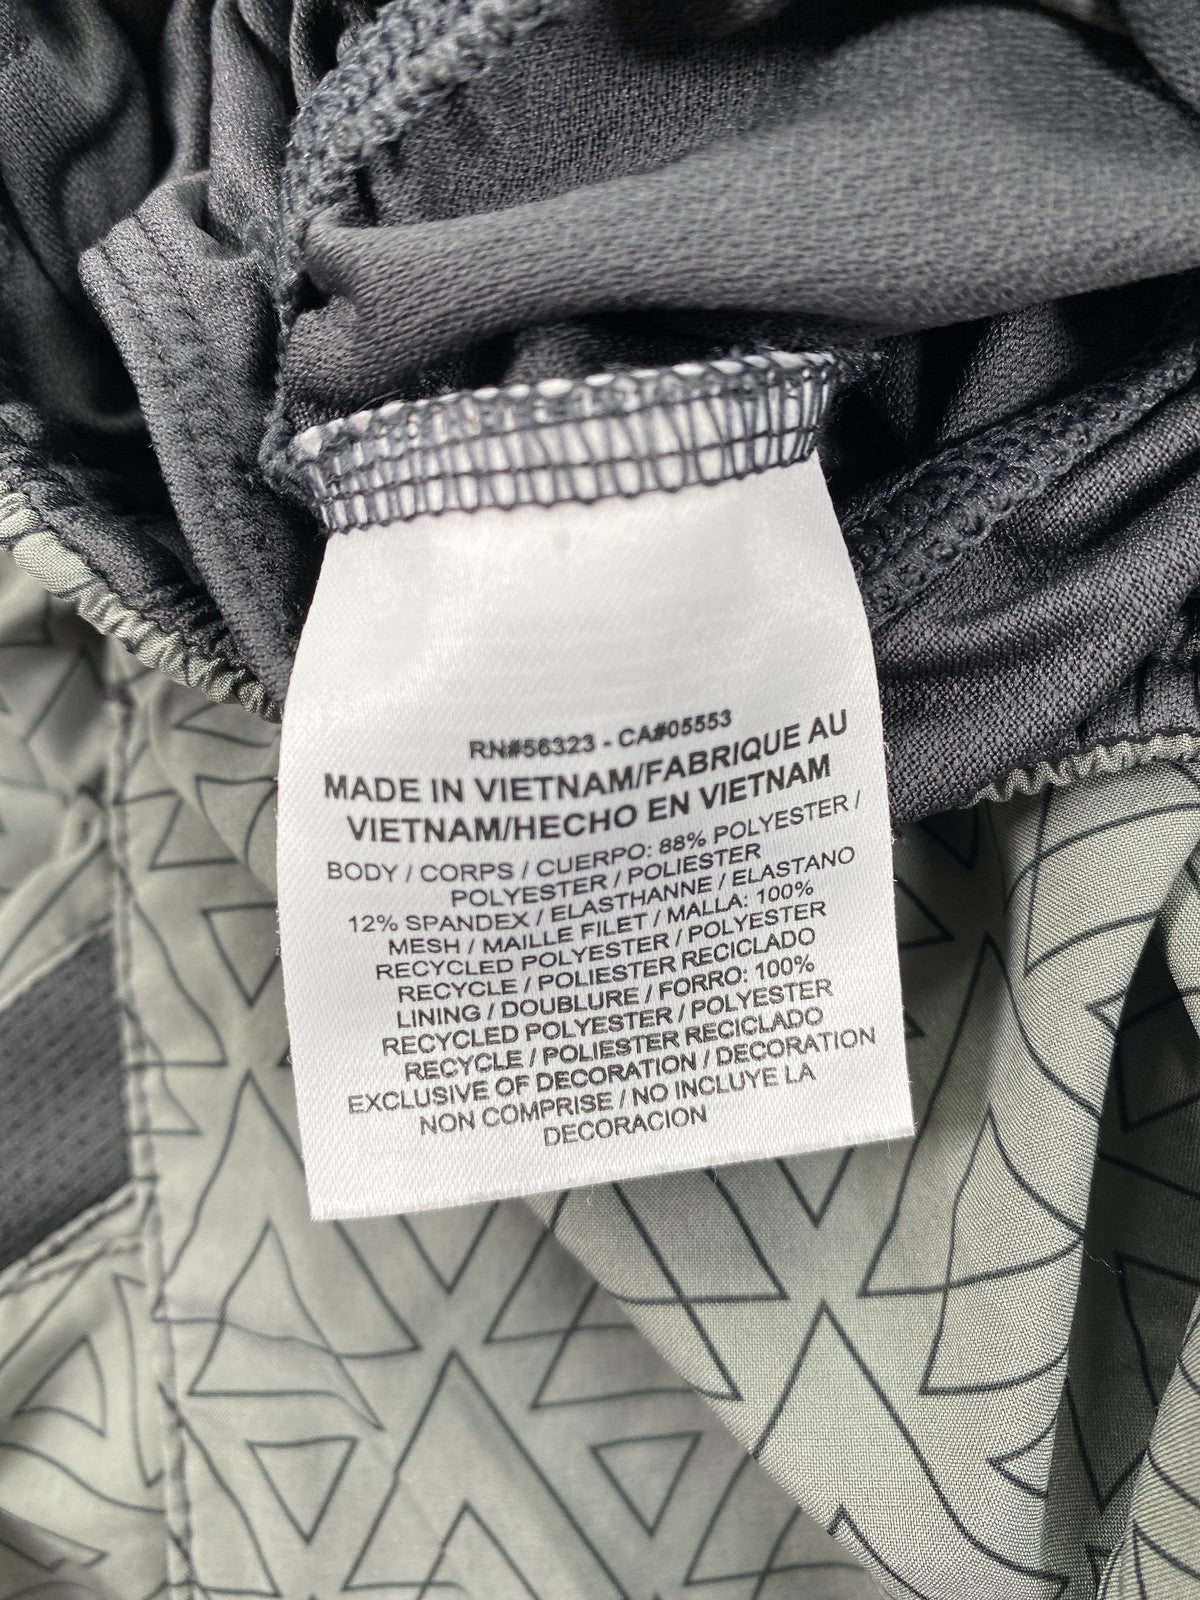 RN#56323 - CA#05553
MADE IN VIETNAM/FABRIQUE AU
VIETNAM/HECHO EN VIETNAM
BODY / CORPS / CUERPO: 88% POLYESTER /
POLYESTER / POLIESTER
12% SPANDEX / ELASTHANNE / ELASTANO
MESH / MAILLE FILET / MALLA: 100%
RECYCLED POLYESTER / POLYESTER
RECYCLE / POLIESTER RECICLADO
LINING / DOUBLURE / FORRO: 100%
RECYCLED POLYESTER / POLYESTER
RECYCLE / POLIESTER RECICLADO
EXCLUSIVE OF DECORATION / DECORATION
NON COMPRISE / NO INCLUYE LA
DECORACION